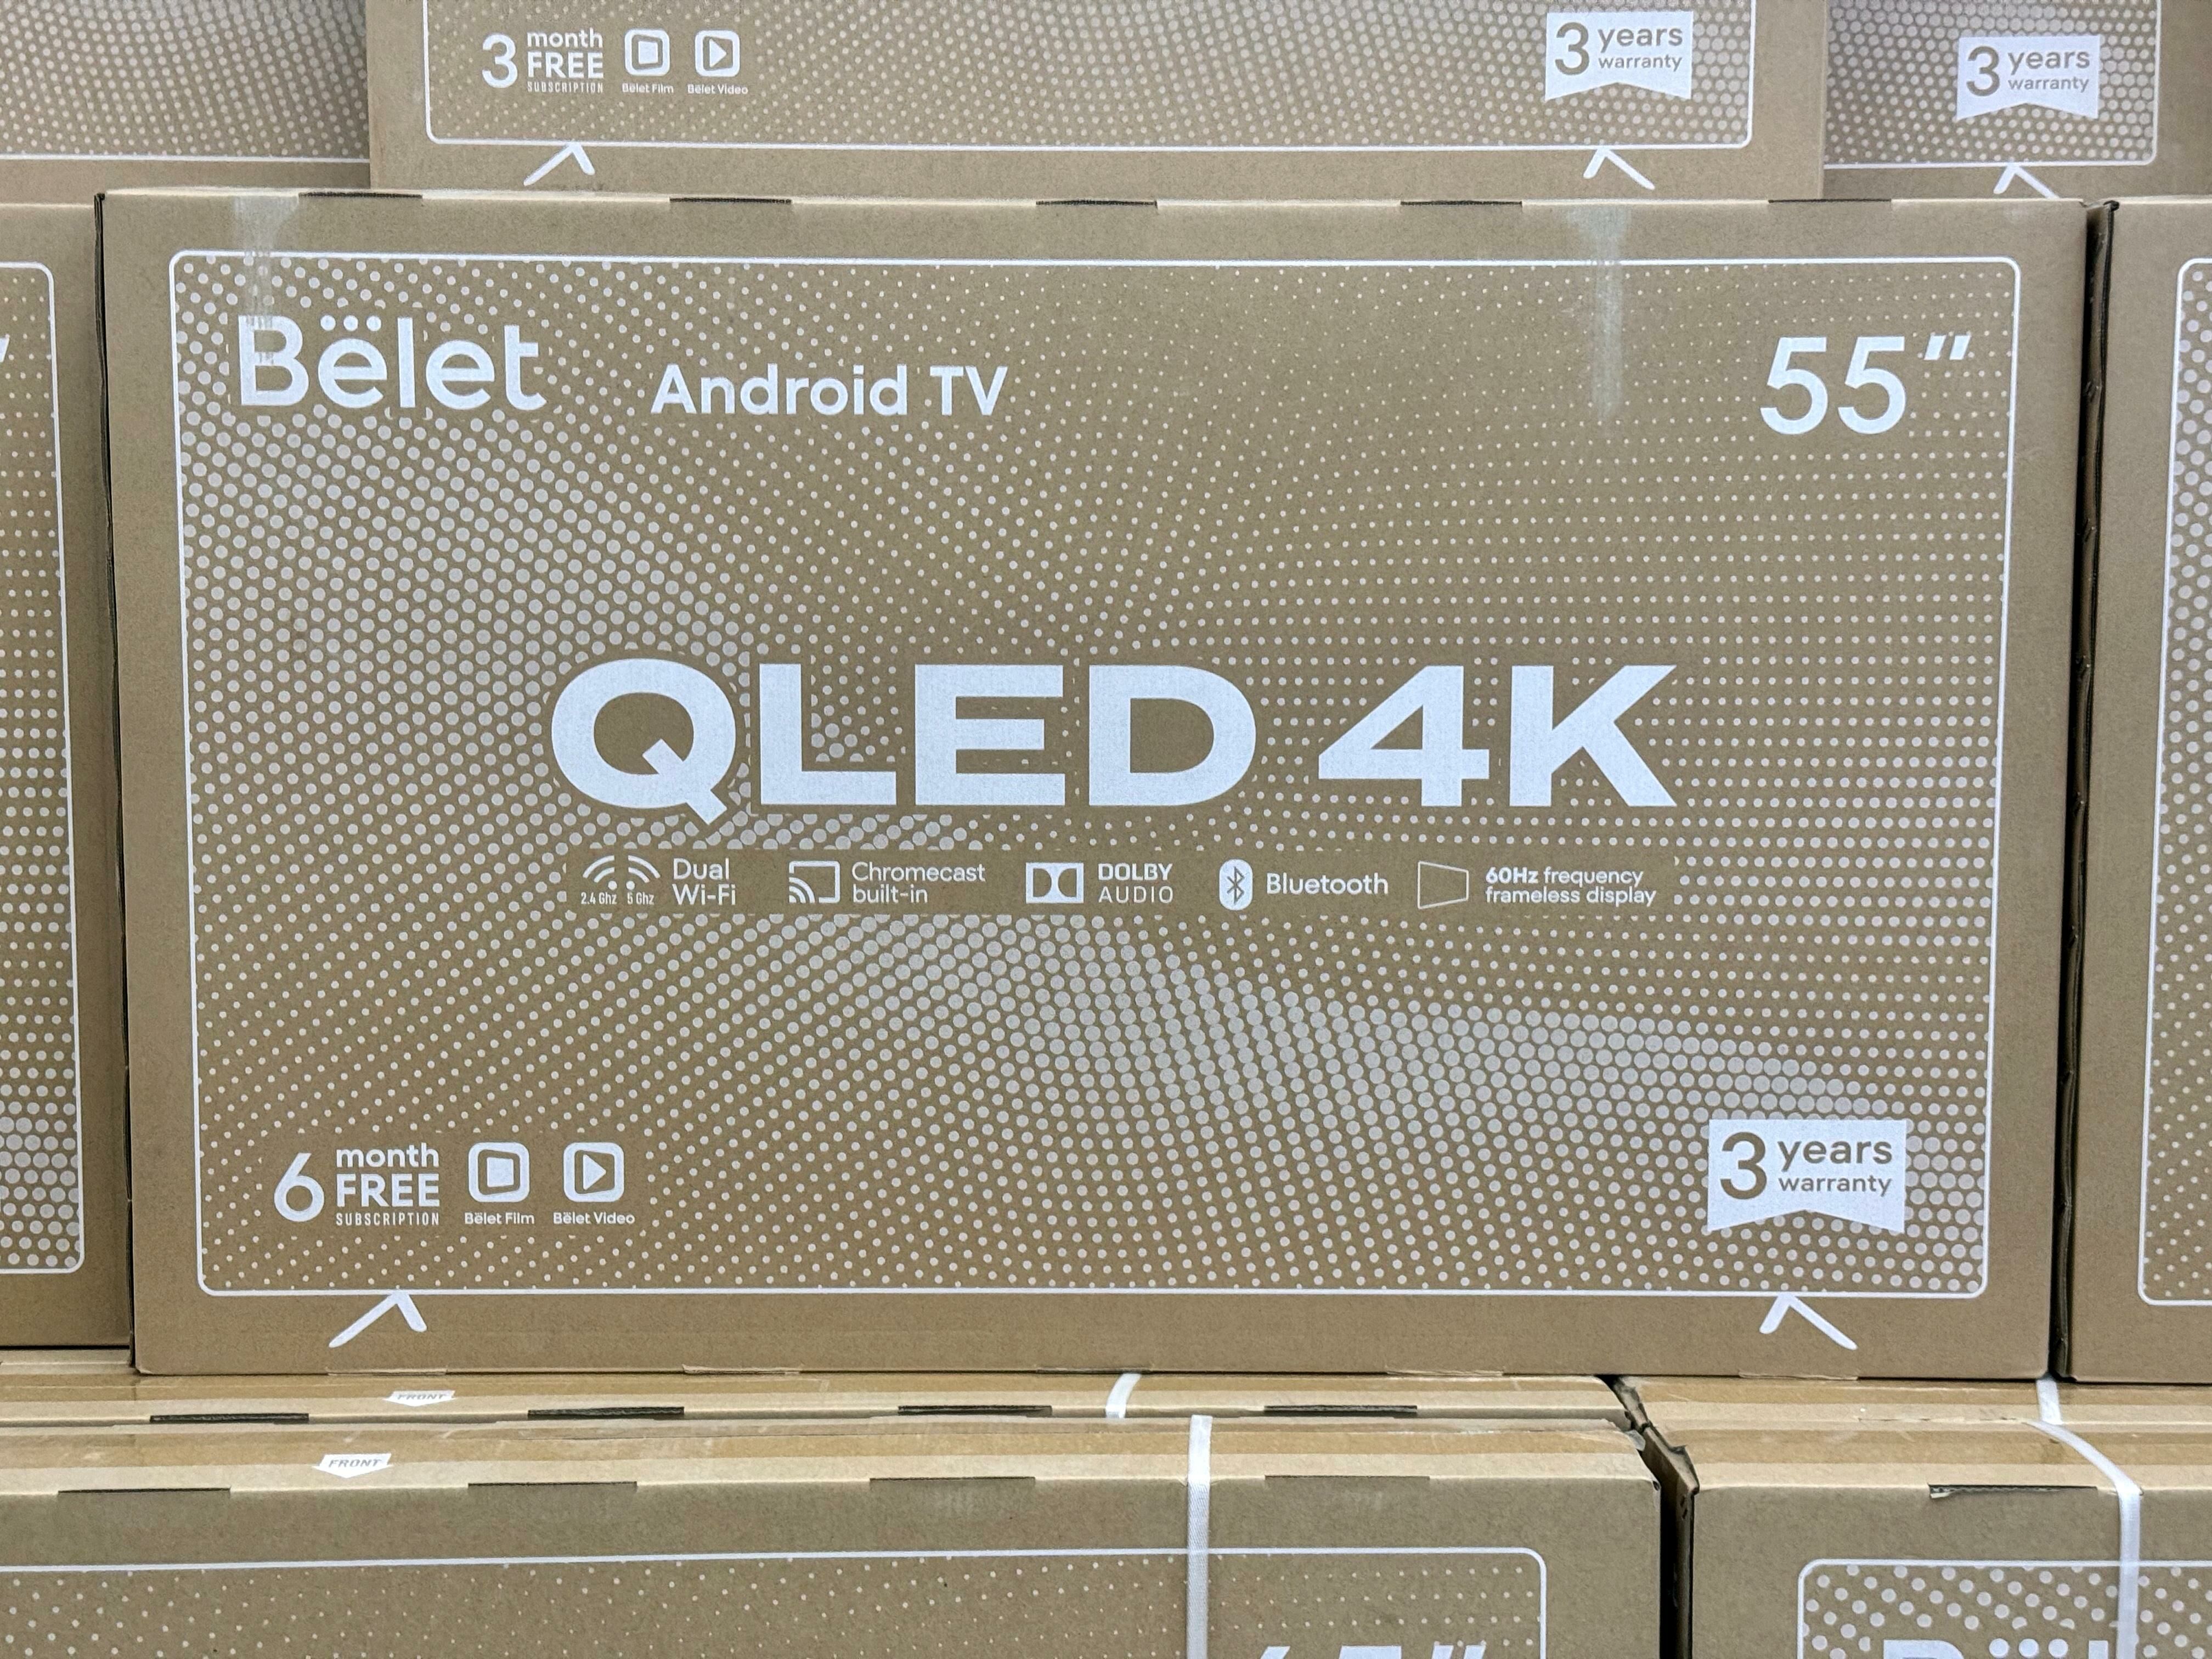 3 month
FREE
SUBSCRIPTION
Bëlet Film
Bëlet Video
3 years
warranty
3 years
warranty
Bëlet
Android TV
55"
QLED 4K
2.4 Ghz 5 Ghz
Dual
Wi-Fi
Chromecast
built-in
DOLBY
AUDIO
Bluetooth
60Hz frequency
frameless display
6 month
FREE
SUBSCRIPTION
Bëlet Film
Bëlet Video
3 years
warranty
FRONT
FRONT